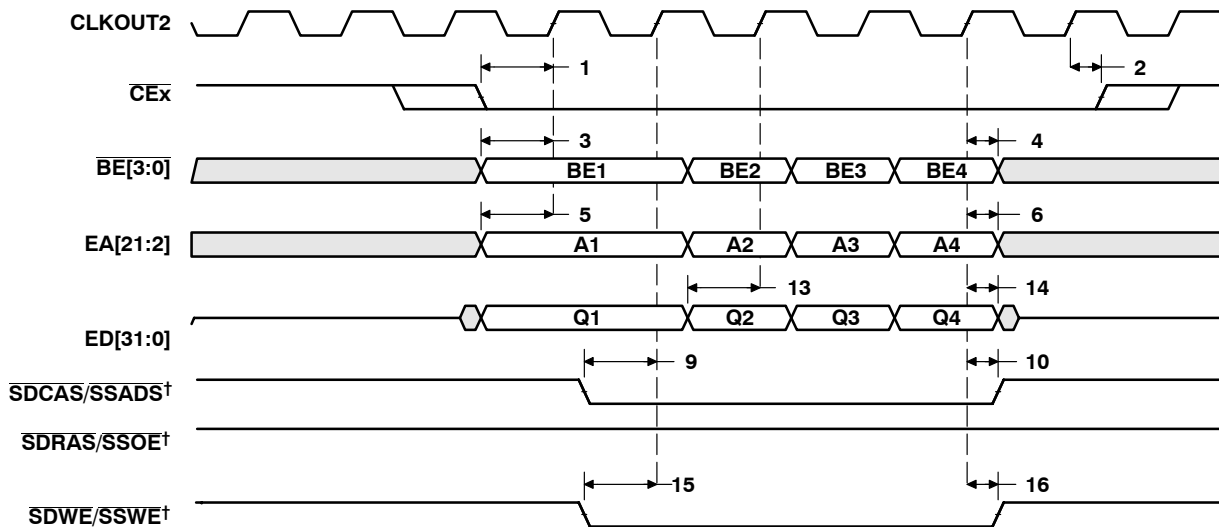 CLKOUT2
1
2
CEx
3
4
BE[3:0]
BE1 BE2 BE3 BE4
5
6
EA[21:2]
A1 A2 A3 A4
13
14
Q1 Q2 Q3 Q4
ED[31:0]
9
10
SDCAS/SSADS†
SDRAS/SSOE†
15
16
SDWE/SSWE†